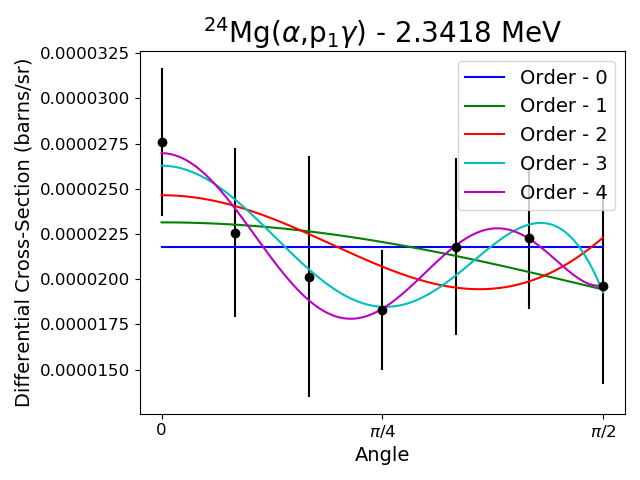 ²⁴Mg(α,p₁γ) - 2.3418 MeV
Differential Cross-Section (barns/sr)
0.0000325
0.0000300
0.0000275
0.0000250
0.0000225
0.0000200
0.0000175
0.0000150
Order - 0
Order - 1
Order - 2
Order - 3
Order - 4
0
π/4
π/2
Angle